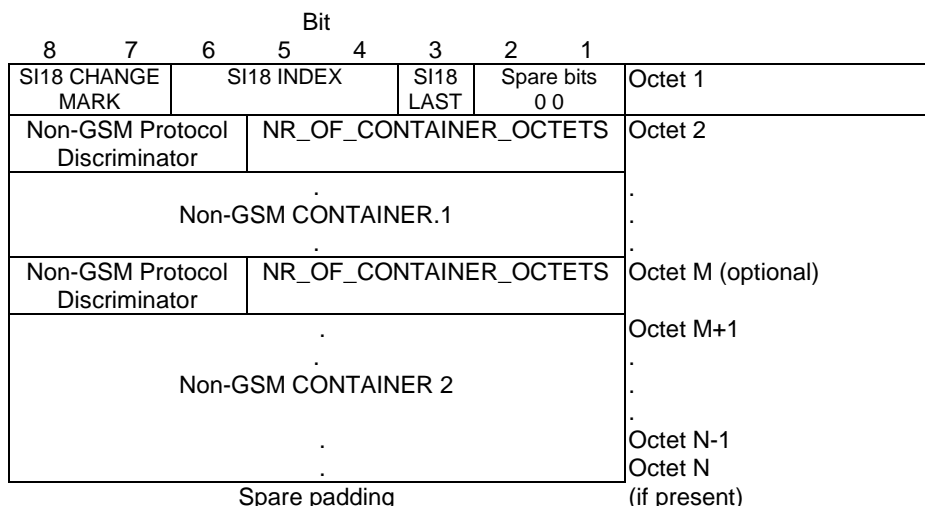 Bit
8 7 6 5 4 3 2 1
SI18 CHANGE SI18 INDEX SI18 Spare bits Octet 1
MARK LAST 0 0
Non-GSM Protocol NR_OF_CONTAINER_OCTETS Octet 2
Discriminator
. .
Non-GSM CONTAINER.1 .
. .
Non-GSM Protocol NR_OF_CONTAINER_OCTETS Octet M (optional)
Discriminator
. Octet M+1
. .
Non-GSM CONTAINER 2 .
.
. Octet N-1
. Octet N
Spare padding (if present)